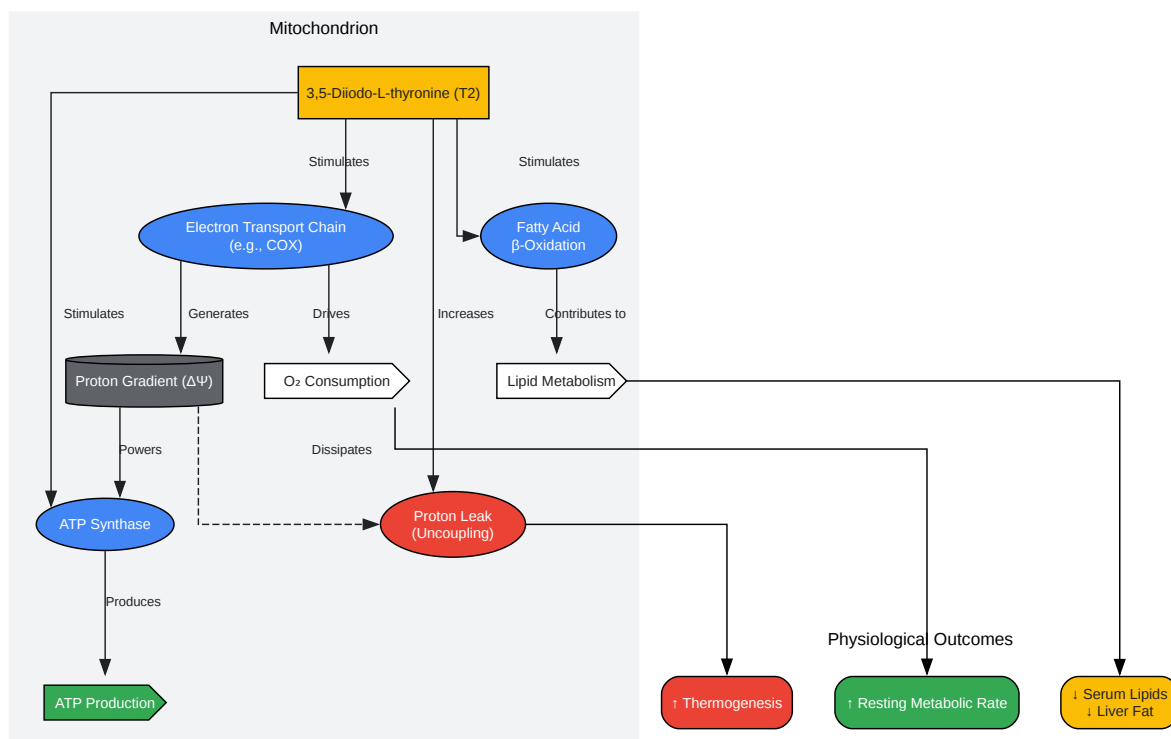 Mitochondrion
3,5-Diiodo-L-thyronine (T2)
Stimulates
Stimulates
Electron Transport Chain
(e.g., COX)
Fatty Acid
β-Oxidation
Stimulates
Generates
Drives
Increases
Contributes to
Proton Gradient (ΔΨ)
O₂ Consumption
Lipid Metabolism
Powers
Dissipates
ATP Synthase
Proton Leak
(Uncoupling)
Produces
Physiological Outcomes
ATP Production
↑ Thermogenesis
↑ Resting Metabolic Rate
↓ Serum Lipids
↓ Liver Fat